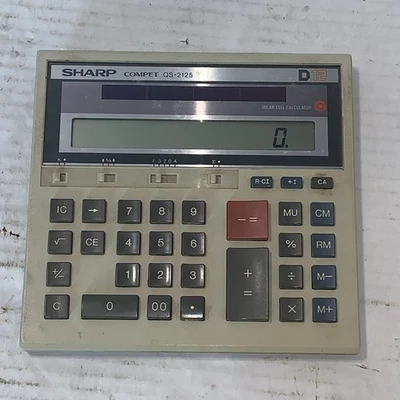 SHARP COMPET QS-2125 D12
SOLAR CELL CALCULATOR
0.
K • F320A Σ •
R·CI +I CA
IC → 7 8 9 -= MU CM
√ CE 4 5 6 % RM
+/- 1 2 3 += ÷ M-
C 0 00 • × M+